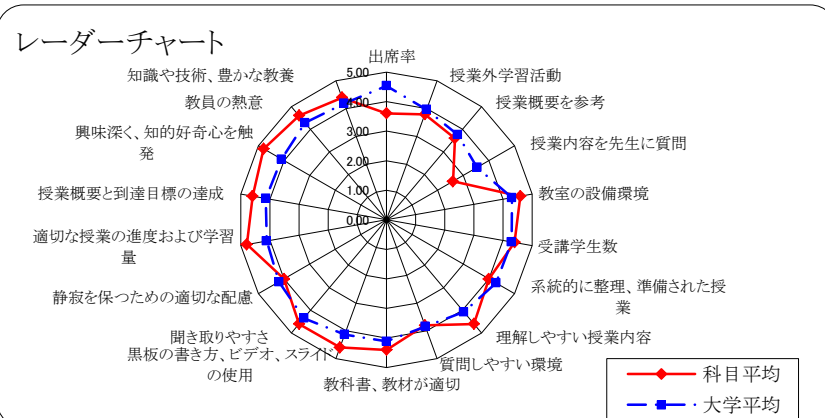 レーダーチャート
出席率
授業外学習活動
授業概要を参考
授業内容を先生に質問
教室の設備環境
受講学生数
系統的に整理、準備された授
業
理解しやすい授業内容
質問しやすい環境
教科書、教材が適切
黒板の書き方、ビデオ、スライド
の使用
聞き取りやすさ
静寂を保つための適切な配慮
適切な授業の進度および学習
量
授業概要と到達目標の達成
興味深く、知的好奇心を触
発
教員の熱意
知識や技術、豊かな教養
5.00
4.00
3.00
2.00
1.00
0.00
科目平均
大学平均